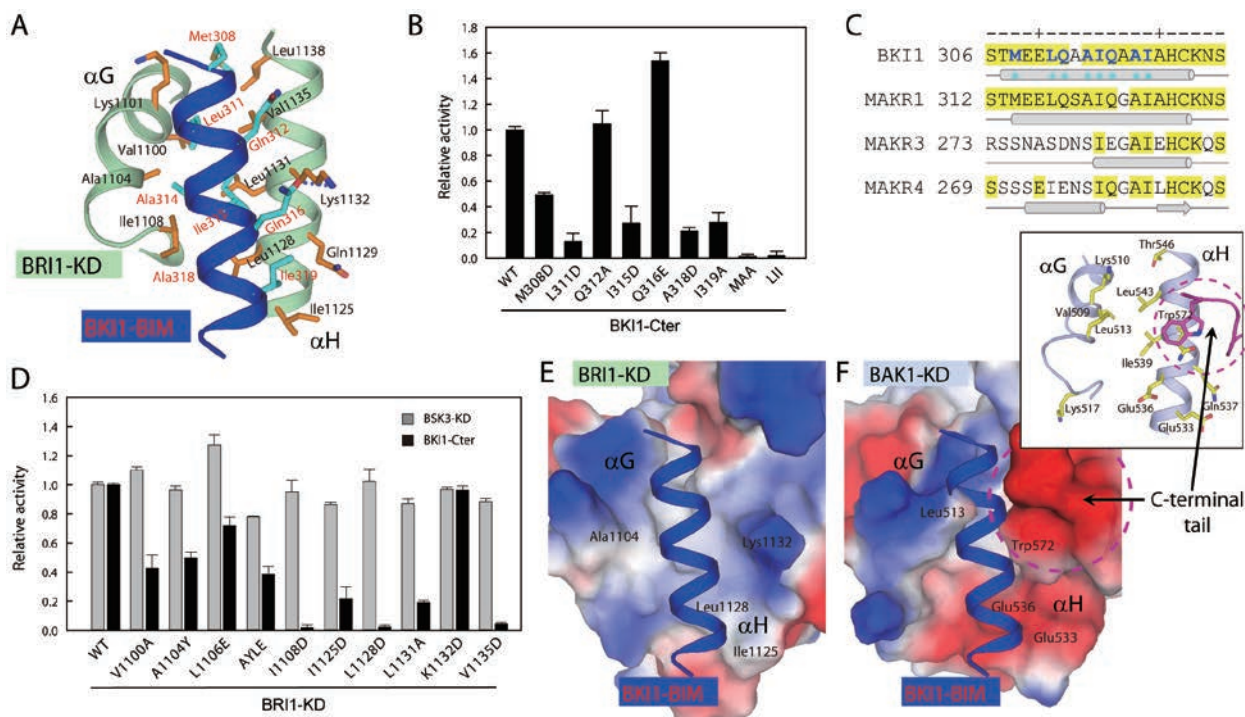 A
Met308
Leu1138
αG
Lys1101
Leu311
Val1135
Gln312
Val1100
Leu1131
Ala1104
Lys1132
Ala314
Gln316
Ile1108
Leu1128
Gln1129
BRI1-KD
Ala318
Ile319
Ile1125
BKI1-BIM
αH
B
Relative activity
1.8
1.6
1.4
1.2
1.0
0.8
0.6
0.4
0.2
0.0
WT
M308D
L311D
Q312A
I315D
Q316E
A318D
I319A
MAA
LII
BKI1-Cter
C
BKI1 306 STMEELQAAIQAAIAHCKNS
MAKR1 312 STMEELQSAIQGAIAHCKNS
MAKR3 273 RSSNASDNSIEGAIEHCKQS
MAKR4 269 SSSSEIENSIQGAILHCKQS
D
Relative activity
1.6
1.4
1.2
1.0
0.8
0.6
0.4
0.2
0.0
BSK3-KD
BKI1-Cter
WT
V1100A
A1104Y
L1106E
AYLE
I1108D
I1125D
L1128D
L1131A
K1132D
V1135D
BRI1-KD
E
BRI1-KD
αG
Ala1104
Lys1132
Leu1128
αH
Ile1125
BKI1-BIM
F
BAK1-KD
αG
Leu513
Trp572
Glu536
αH
Glu533
BKI1-BIM
Thr546
αG
Lys510
αH
Leu543
Val509
Trp572
Leu513
Ile539
Lys517
Glu536
Gln537
Glu533
C-terminal
tail